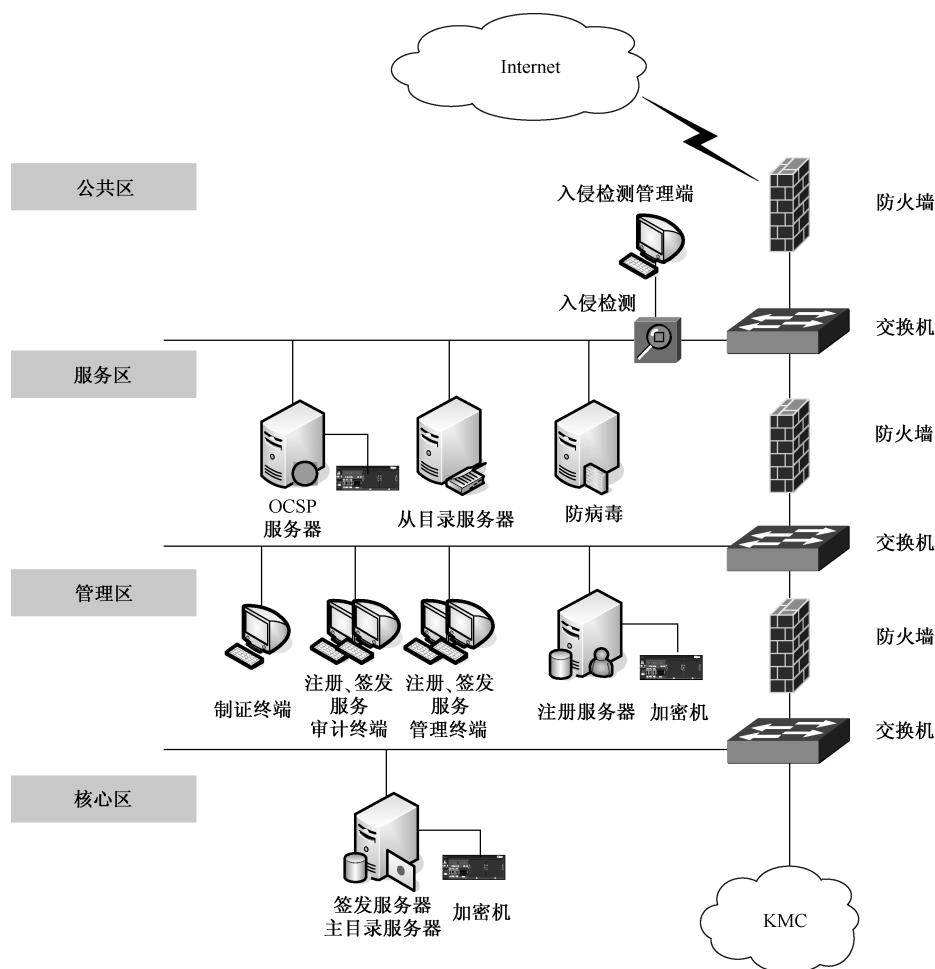 Internet
公共区
入侵检测管理端
防火墙
入侵检测
交换机
服务区
防火墙
OCSP
服务器
从目录服务器
防病毒
交换机
管理区
防火墙
制证终端
注册、签发
服务
审计终端
注册、签发
服务
管理终端
注册服务器
加密机
交换机
核心区
签发服务器
主目录服务器
加密机
KMC